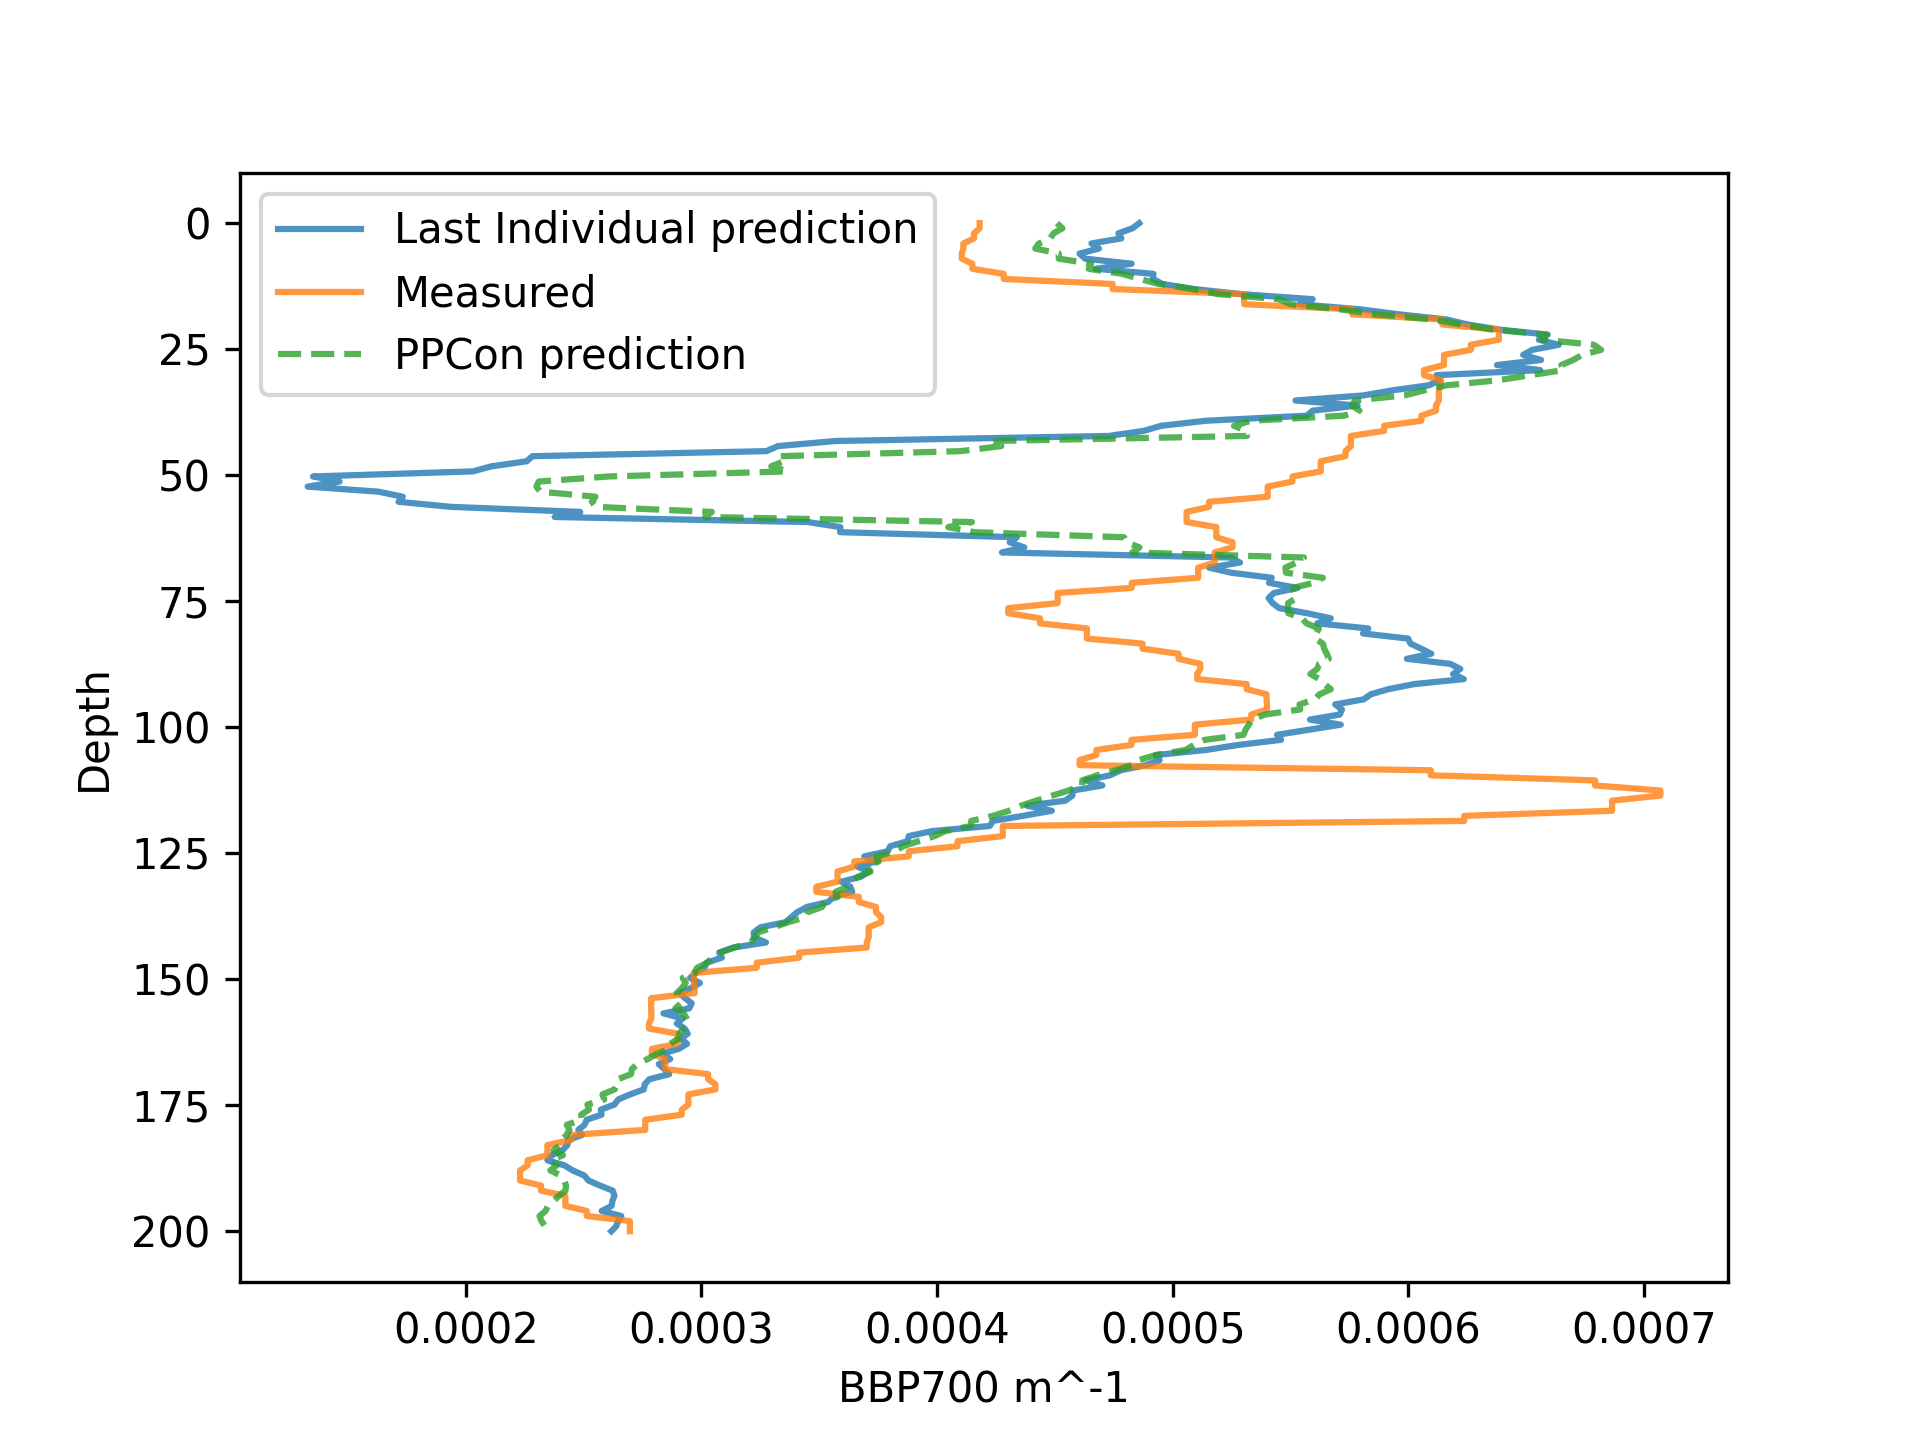 Last Individual prediction
Measured
PPCon prediction
0
25
50
75
100
125
150
175
200
Depth
0.0002 0.0003 0.0004 0.0005 0.0006 0.0007
BBP700 m^-1